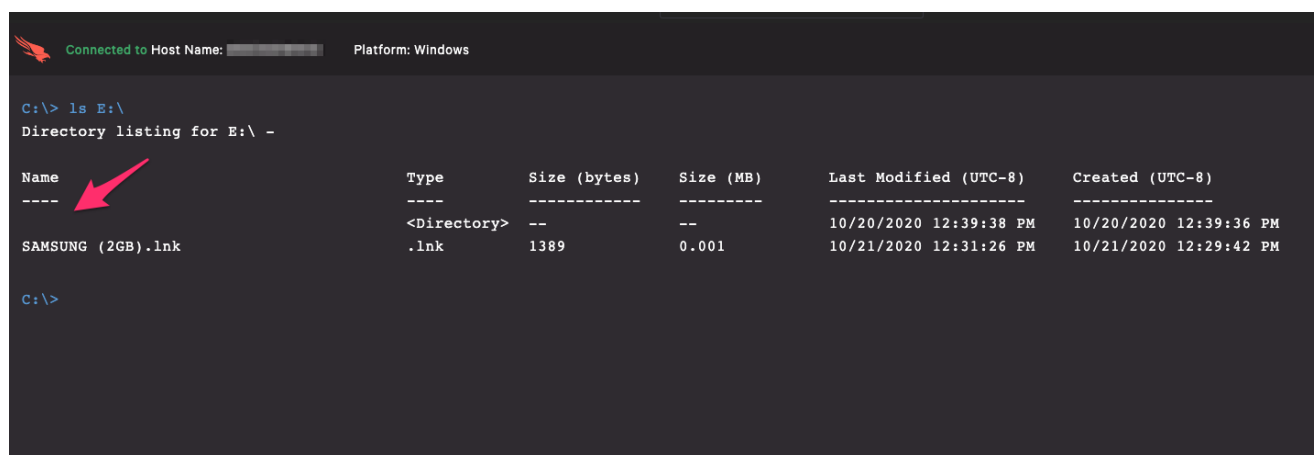 Connected to Host Name: Platform: Windows
C:\> ls E:\
Directory listing for E:\ -
Name Type Size (bytes) Size (MB) Last Modified (UTC-8) Created (UTC-8)
---- ---- ------------ --------- --------------------- ---------------
<Directory> -- -- 10/20/2020 12:39:38 PM 10/20/2020 12:39:36 PM
SAMSUNG (2GB).lnk .lnk 1389 0.001 10/21/2020 12:31:26 PM 10/21/2020 12:29:42 PM
C:\>